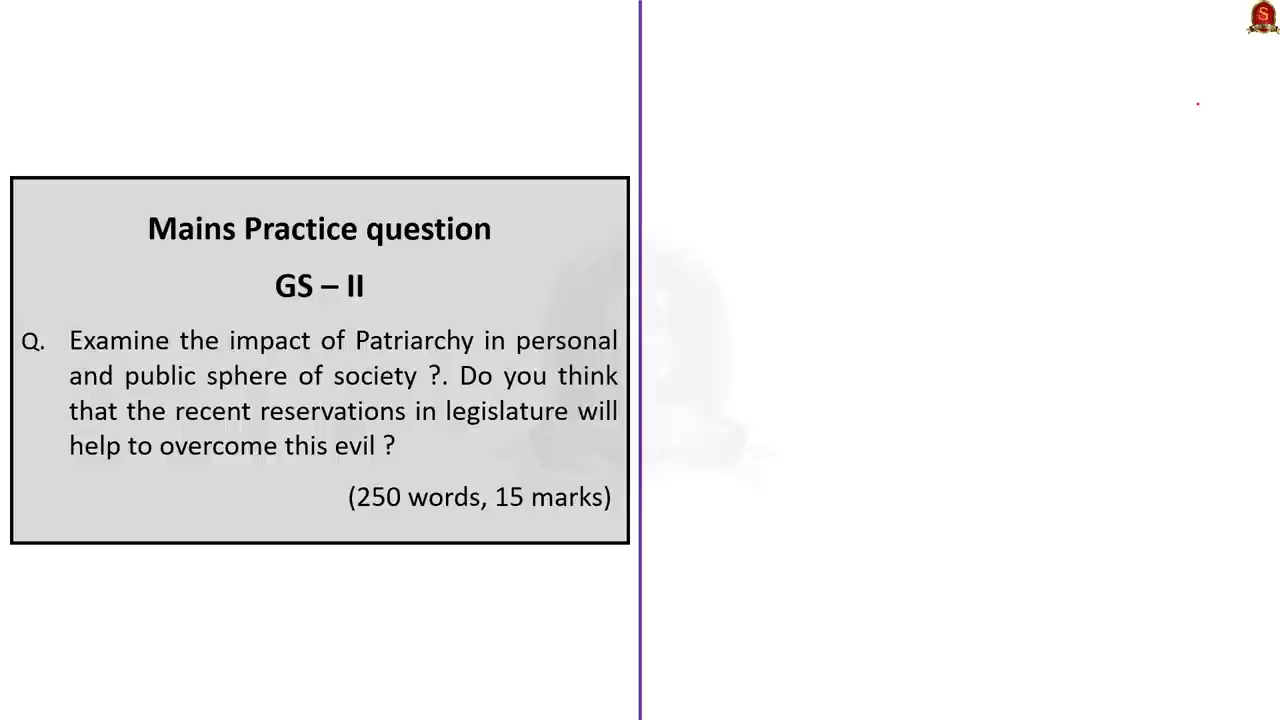 Mains Practice question
GS – II
Q. Examine the impact of Patriarchy in personal
and public sphere of society ?. Do you think
that the recent reservations in legislature will
help to overcome this evil ?
(250 words, 15 marks)
S